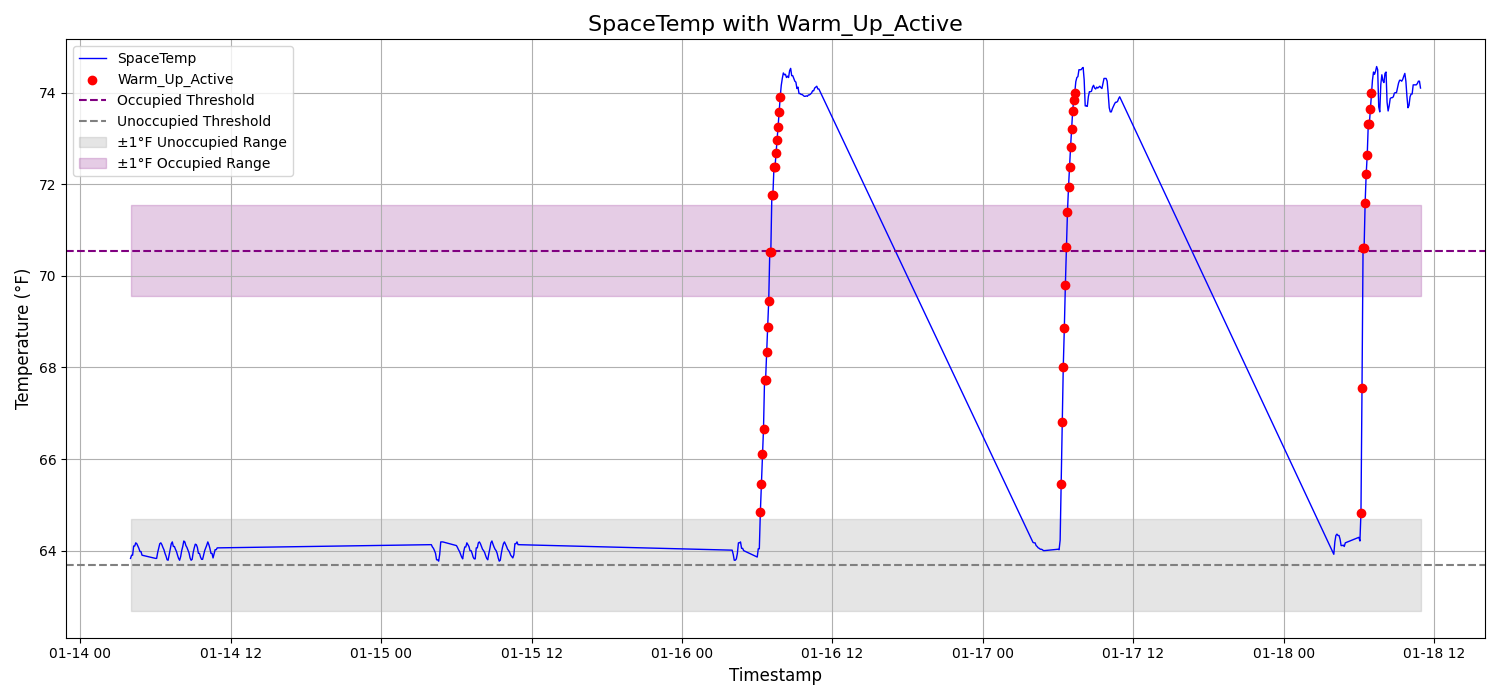 SpaceTemp with Warm_Up_Active
SpaceTemp
Warm_Up_Active
Occupied Threshold
Unoccupied Threshold
±1°F Unoccupied Range
±1°F Occupied Range
Temperature (°F)
74
72
70
68
66
64
01-14 00
01-14 12
01-15 00
01-15 12
01-16 00
01-16 12
01-17 00
01-17 12
01-18 00
01-18 12
Timestamp